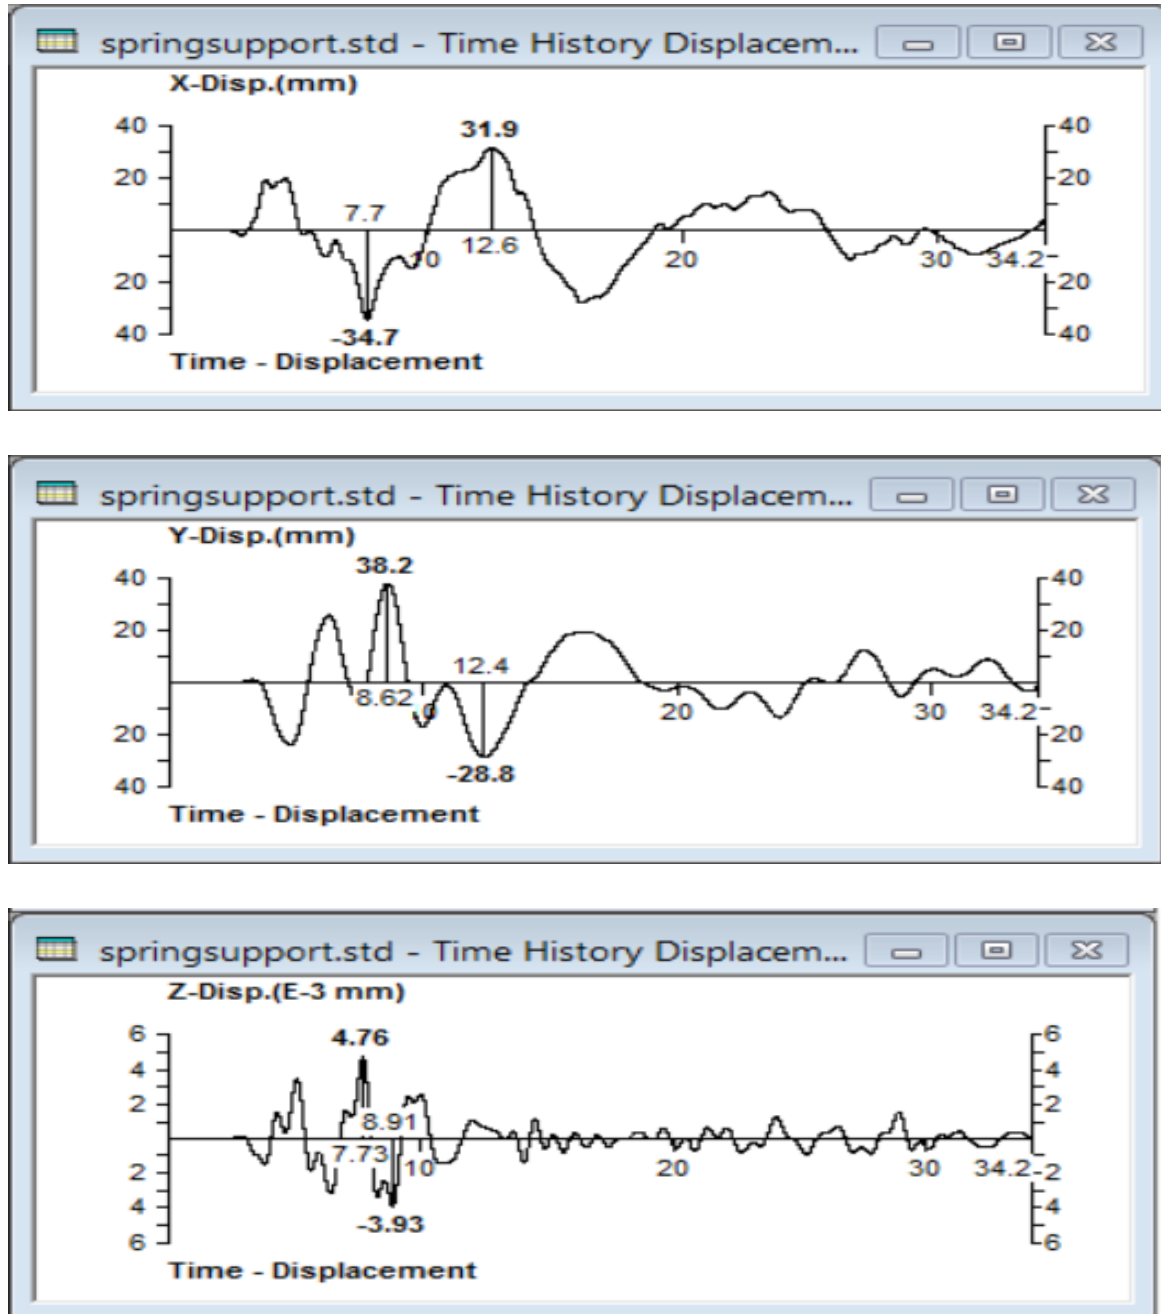 springsupport.std - Time History Displacem...
X-Disp.(mm)
40 31.9 40
20 20
7.7
12.6
10 20 30 34.2
20 20
40 40
-34.7
Time - Displacement
springsupport.std - Time History Displacem...
Y-Disp.(mm)
38.2
40 40
20 20
12.4
8.62 0 20 30 34.2
20 20
-28.8
40 40
Time - Displacement
springsupport.std - Time History Displacem...
Z-Disp.(E-3 mm)
6 4.76 6
4 4
2 2
8.91
7.73 10 20 30 34.2
2 2
4 4
-3.93
6 6
Time - Displacement